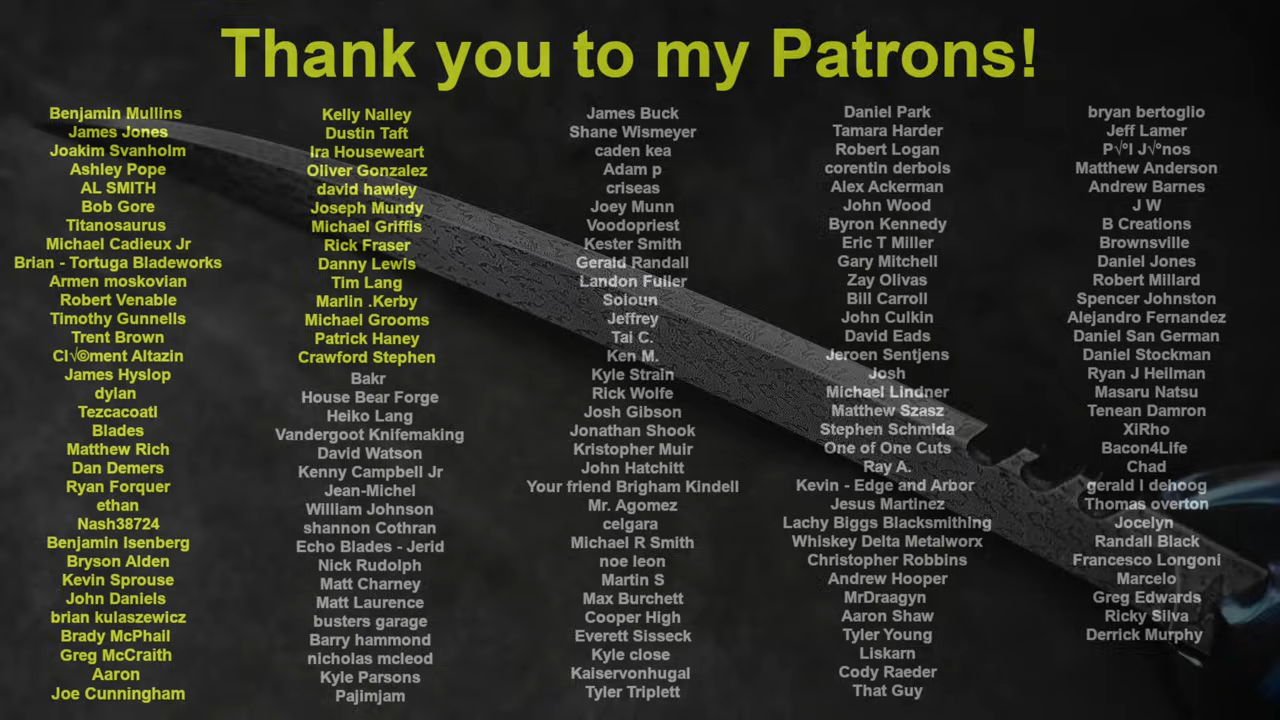 Thank you to my Patrons!
Benjamin Mullins
James Jones
Joakim Svanholm
Ashley Pope
AL SMITH
Bob Gore
Titanosaurus
Michael Cadieux Jr
Brian - Tortuga Bladeworks
Armen moskovian
Robert Venable
Timothy Gunnells
Trent Brown
Cl√©ment Altazin
James Hyslop
dylan
Tezcacoatl
Blades
Matthew Rich
Dan Demers
Ryan Forquer
ethan
Nash38724
Benjamin Isenberg
Bryson Alden
Kevin Sprouse
John Daniels
brian kulaszewicz
Brady McPhail
Greg McCraith
Aaron
Joe Cunningham
Kelly Nalley
Dustin Taft
Ira Houseweart
Oliver Gonzalez
david hawley
Joseph Mundy
Michael Griffis
Rick Fraser
Danny Lewis
Tim Lang
Marlin .Kerby
Michael Grooms
Patrick Haney
Crawford Stephen
Bakr
House Bear Forge
Heiko Lang
Vandergoot Knifemaking
David Watson
Kenny Campbell Jr
Jean-Michel
William Johnson
shannon Cothran
Echo Blades - Jerid
Nick Rudolph
Matt Charney
Matt Laurence
busters garage
Barry hammond
nicholas mcleod
Kyle Parsons
Pajimjam
James Buck
Shane Wismeyer
caden kea
Adam p
criseas
Joey Munn
Voodopriest
Kester Smith
Gerald Randall
Landon Fuller
Soloun
Jeffrey
Tai C.
Ken M.
Kyle Strain
Rick Wolfe
Josh Gibson
Jonathan Shook
Kristopher Muir
John Hatchitt
Your friend Brigham Kindell
Mr. Agomez
celgara
Michael R Smith
noe leon
Martin S
Max Burchett
Cooper High
Everett Sisseck
Kyle close
Kaiservonhugal
Tyler Triplett
Daniel Park
Tamara Harder
Robert Logan
corentin derbois
Alex Ackerman
John Wood
Byron Kennedy
Eric T Miller
Gary Mitchell
Zay Olivas
Bill Carroll
John Culkin
David Eads
Jeroen Sentjens
Josh
Michael Lindner
Matthew Szasz
Stephen Schmida
One of One Cuts
Ray A.
Kevin - Edge and Arbor
Jesus Martinez
Lachy Biggs Blacksmithing
Whiskey Delta Metalworx
Christopher Robbins
Andrew Hooper
MrDraagyn
Aaron Shaw
Tyler Young
Liskarn
Cody Raeder
That Guy
bryan bertoglio
Jeff Lamer
P√°l J√°nos
Matthew Anderson
Andrew Barnes
J W
B Creations
Brownsville
Daniel Jones
Robert Millard
Spencer Johnston
Alejandro Fernandez
Daniel San German
Daniel Stockman
Ryan J Heilman
Masaru Natsu
Tenean Damron
XiRho
Bacon4Life
Chad
gerald l dehoog
Thomas overton
Jocelyn
Randall Black
Francesco Longoni
Marcelo
Greg Edwards
Ricky Silva
Derrick Murphy